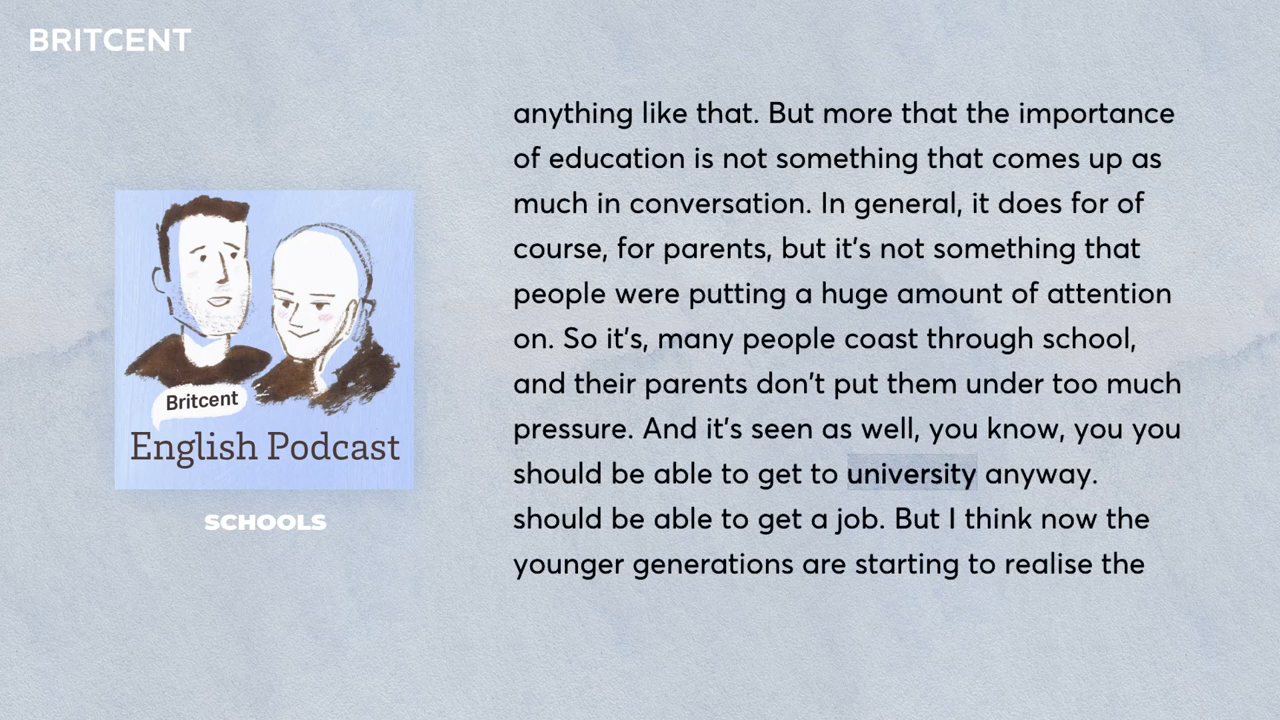 BRITCENT
anything like that. But more that the importance
of education is not something that comes up as
much in conversation. In general, it does for of
course, for parents, but it's not something that
people were putting a huge amount of attention
on. So it's, many people coast through school,
and their parents don't put them under too much
pressure. And it's seen as well, you know, you you
should be able to get to university anyway.
should be able to get a job. But I think now the
younger generations are starting to realise the
Britcent
English Podcast
SCHOOLS